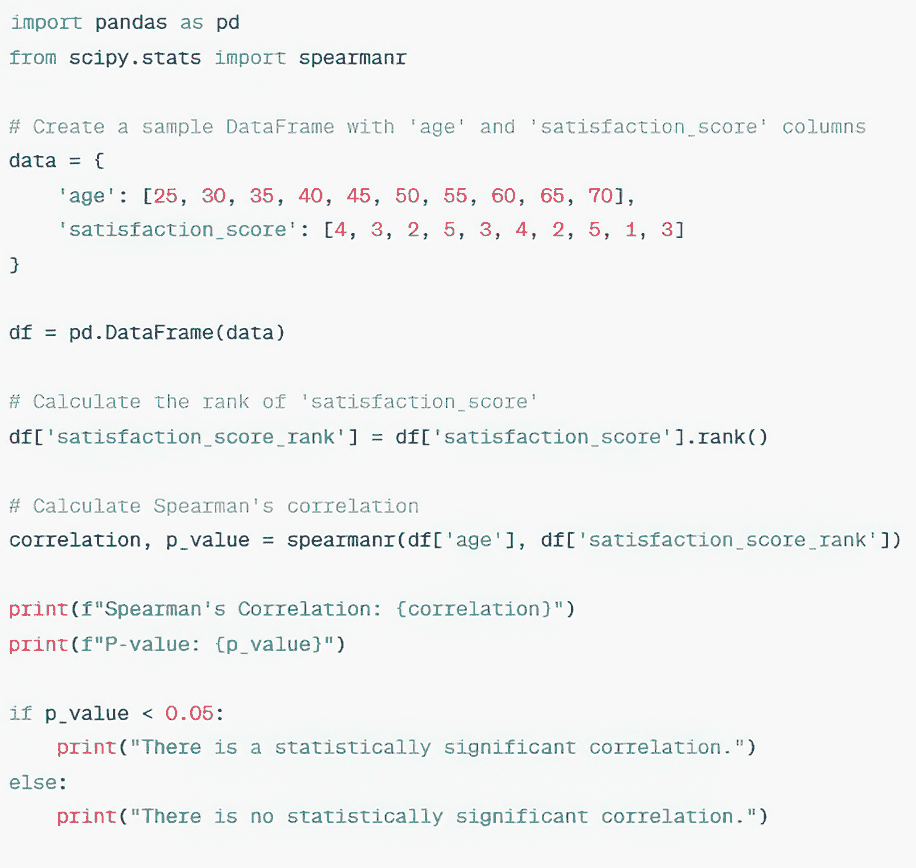 import pandas as pd
from scipy.stats import spearmanr
# Create a sample DataFrame with 'age' and 'satisfaction_score' columns
data = {
    'age': [25, 30, 35, 40, 45, 50, 55, 60, 65, 70],
    'satisfaction_score': [4, 3, 2, 5, 3, 4, 2, 5, 1, 3]
}
df = pd.DataFrame(data)
# Calculate the rank of 'satisfaction_score'
df['satisfaction_score_rank'] = df['satisfaction_score'].rank()
# Calculate Spearman's correlation
correlation, p_value = spearmanr(df['age'], df['satisfaction_score_rank'])
print(f"Spearman's Correlation: {correlation}")
print(f"P-value: {p_value}")
if p_value < 0.05:
    print("There is a statistically significant correlation.")
else:
    print("There is no statistically significant correlation.")